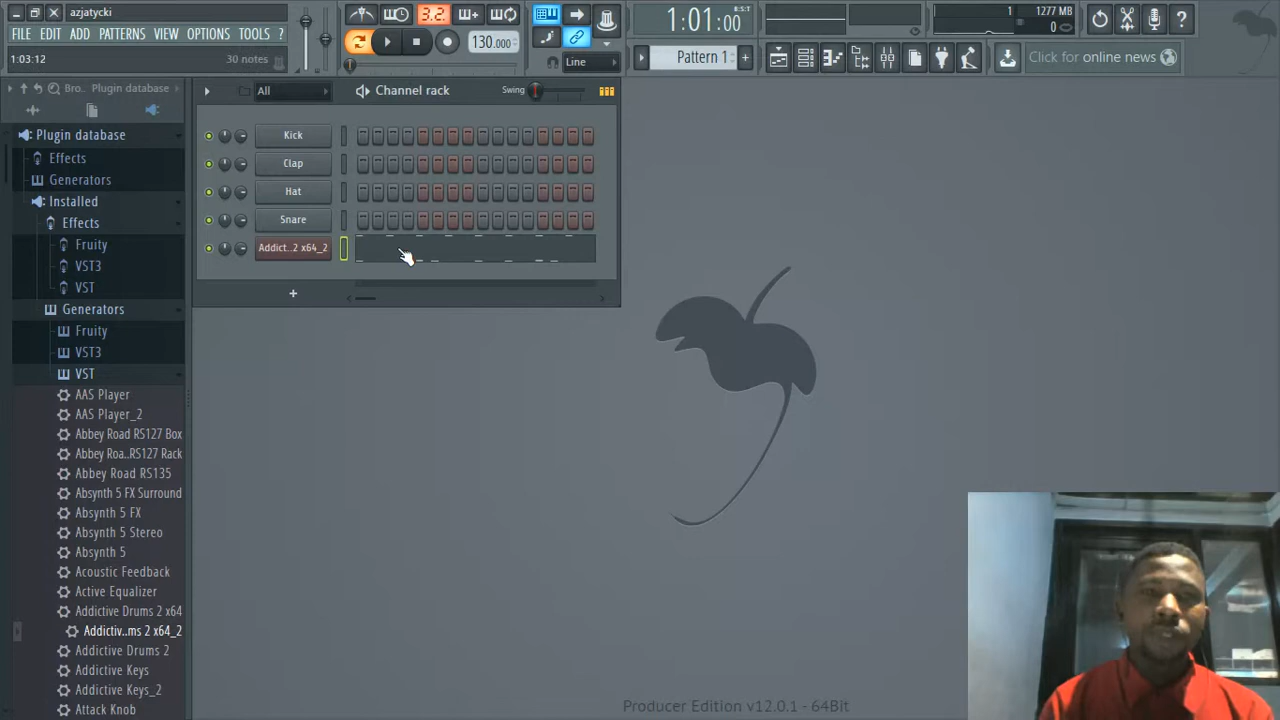 azjatycki
FILE EDIT ADD PATTERNS VIEW OPTIONS TOOLS ?
1:03:12 30 notes
3.2.
130.000
Line
1:01:00
Pattern 1 +
1 1277 MB
0
?
Click for online news
Bro.. Plugin database
Plugin database
Effects
Generators
Installed
Effects
Fruity
VST3
VST
Generators
Fruity
VST3
VST
AAS Player
AAS Player_2
Abbey Road RS127 Box
Abbey Roa..RS127 Rack
Abbey Road RS135
Absynth 5 FX Surround
Absynth 5 FX
Absynth 5 Stereo
Absynth 5
Acoustic Feedback
Active Equalizer
Addictive Drums 2 x64
Addictiv..ms 2 x64_2
Addictive Drums 2
Addictive Keys
Addictive Keys_2
Attack Knob
All
Channel rack
Swing
Kick
Clap
Hat
Snare
Addict..2 x64_2
+
Producer Edition v12.0.1 - 64Bit